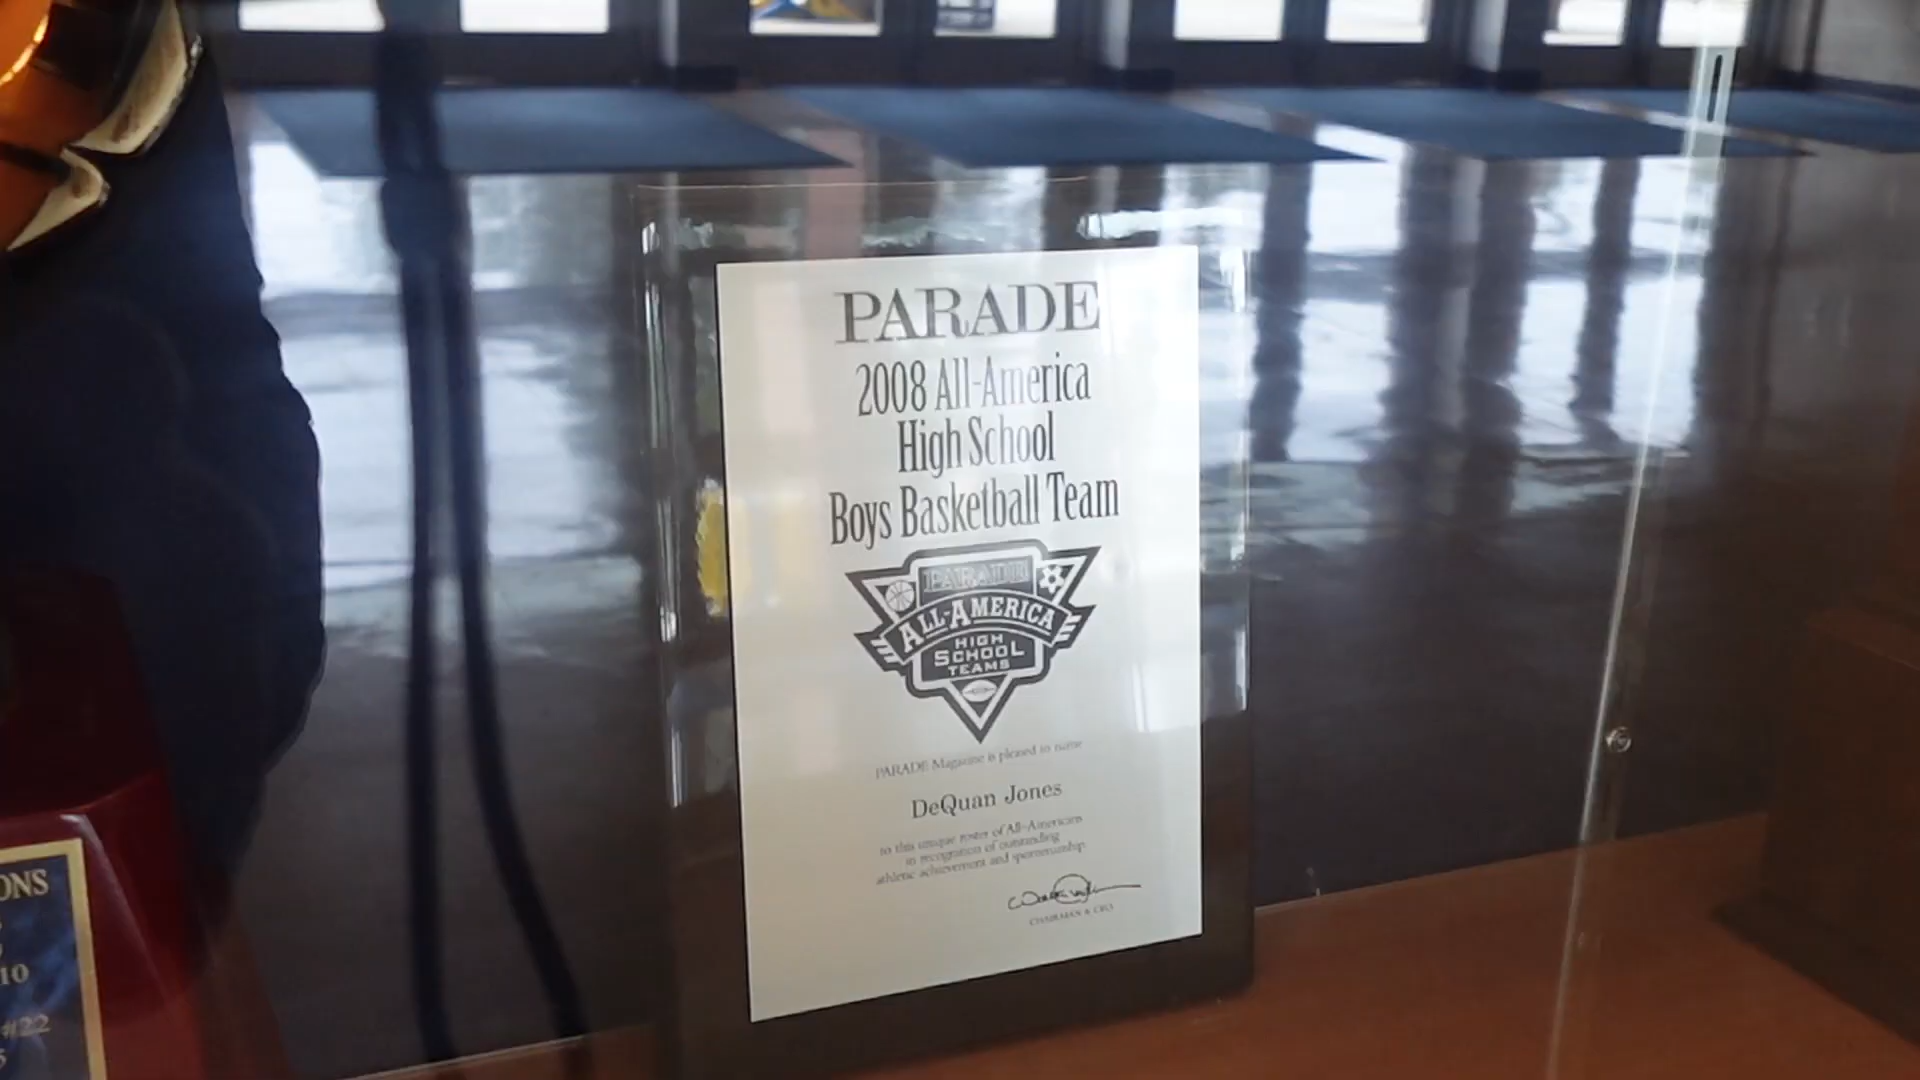 PARADE
2008 All-America
High School
Boys Basketball Team
PARADE
ALL-AMERICA
HIGH
SCHOOL
TEAMS
PARADE Magazine is pleased to name
DeQuan Jones
to this unique roster of All-Americans
in recognition of outstanding
athletic achievement and sportsmanship.
CHAIRMAN & CEO
ONS
10
#22